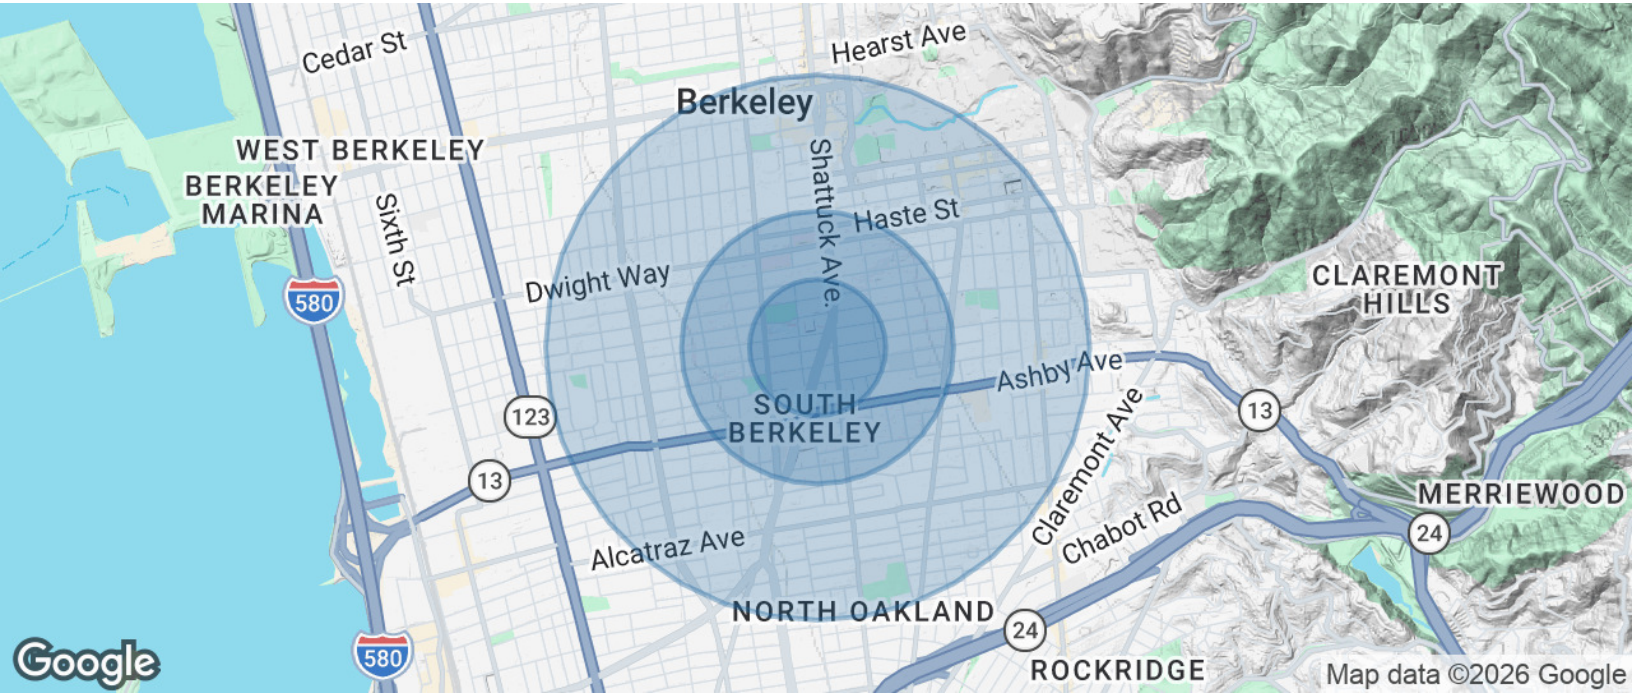 Cedar St
Hearst Ave
Berkeley
WEST BERKELEY
BERKELEY
MARINA
Sixth St
Shattuck Ave.
Haste St
Dwight Way
CLAREMONT
HILLS
580
Ashby Ave
SOUTH
BERKELEY
123
13
13
Claremont Ave
MERRIEWOOD
Chabot Rd
24
Alcatraz Ave
NORTH OAKLAND
24
580
ROCKRIDGE
Google
Map data ©2026 Google